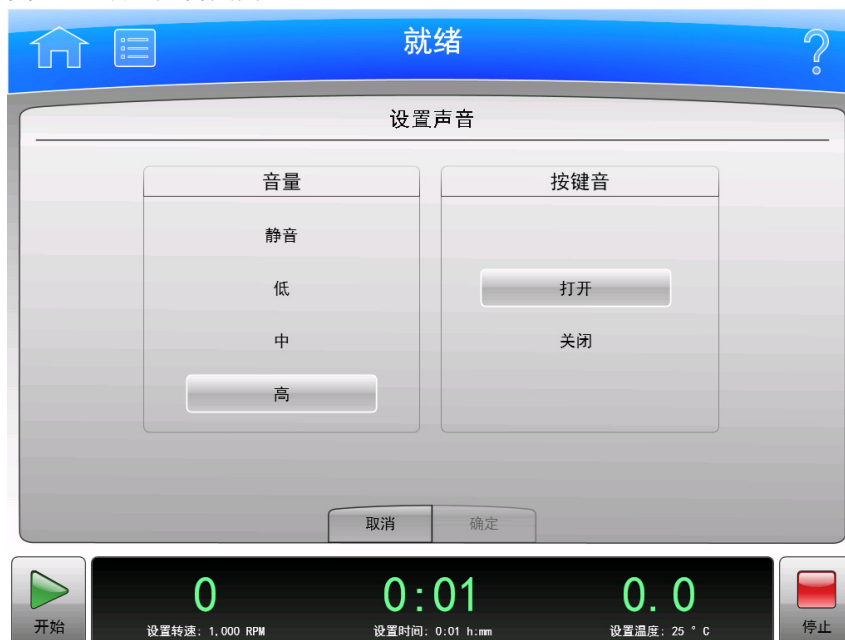 就绪
设置声音
音量
按键音
静音
低
打开
中
关闭
高
取消
确定
0
0:01
0.0
开始
设置转速: 1,000 RPM
设置时间: 0:01 h:mm
设置温度: 25 ° C
停止